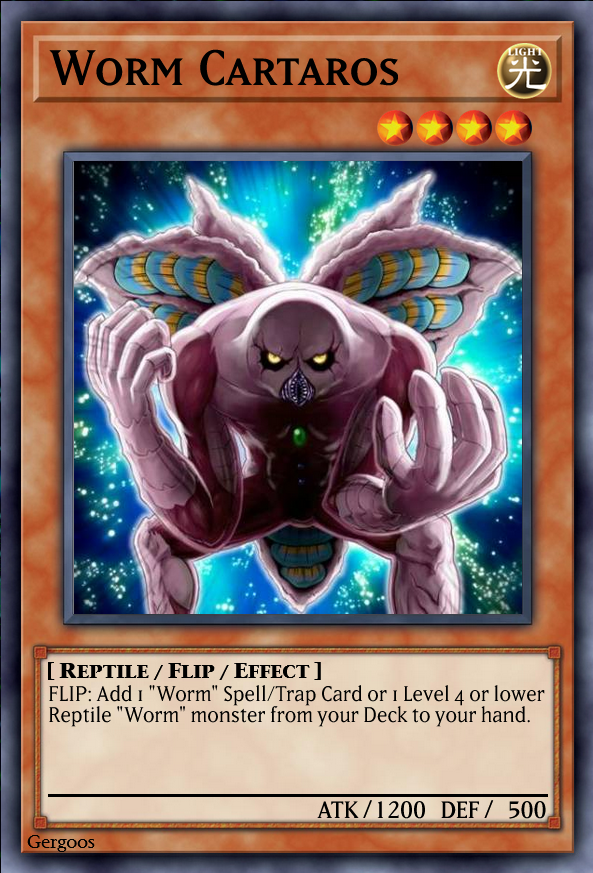 Worm Cartaros
LIGHT
光
[ Reptile / Flip / Effect ]
FLIP: Add 1 "Worm" Spell/Trap Card or 1 Level 4 or lower
Reptile "Worm" monster from your Deck to your hand.
ATK / 1200 DEF / 500
Gergoos